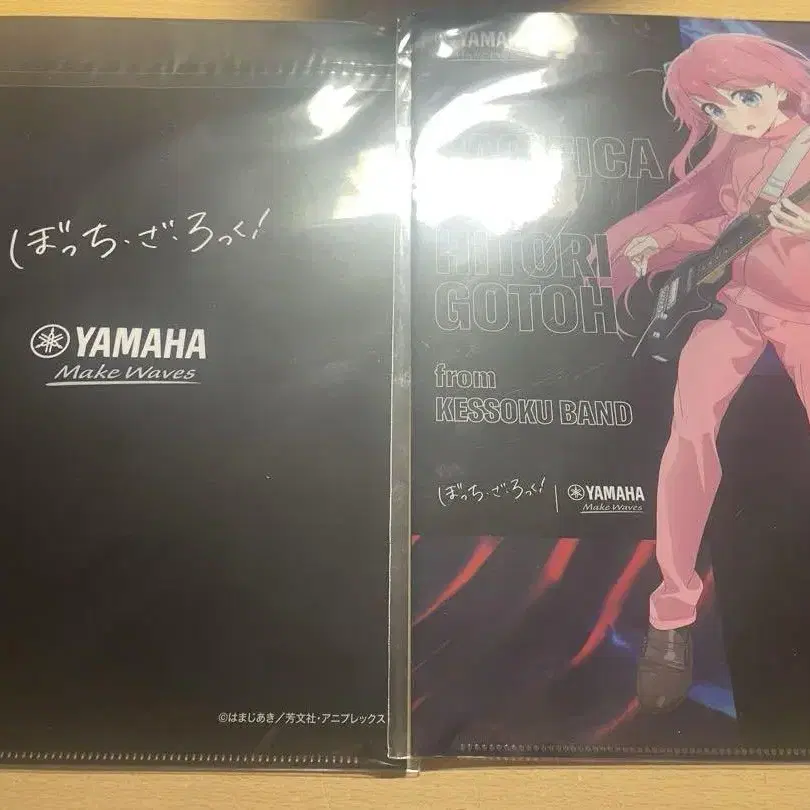 ぼっち・ざ・ろっく!
YAMAHA
Make Waves
©はまじあき/芳文社・アニプレックス
YAMA
HITORI
GOTOH
from
KESSOKU BAND
ぼっち・ざ・ろっく!
YAMAHA
Make Waves